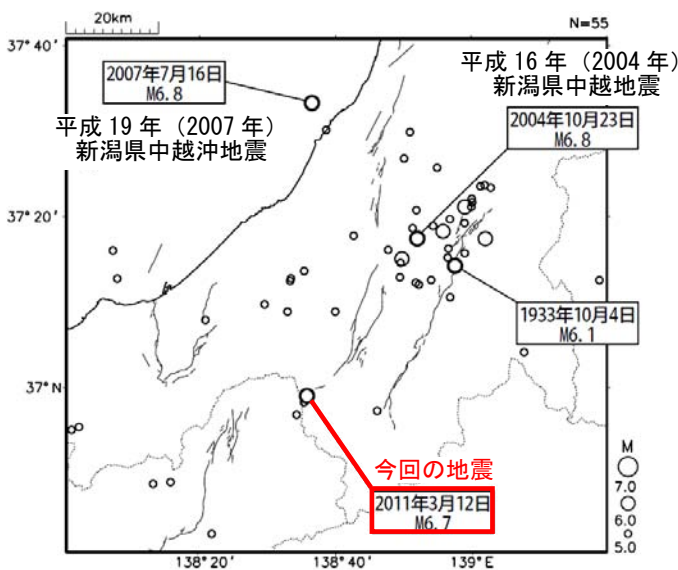 20km
N=55
37°40′
平成16年（2004年）
新潟県中越地震
2007年7月16日
M6.8
2004年10月23日
M6.8
平成19年（2007年）
新潟県中越沖地震
37°20′
1933年10月4日
M6.1
37°N
今回の地震
2011年3月12日
M6.7
M
7.0
6.0
5.0
138°20′
138°40′
139°E